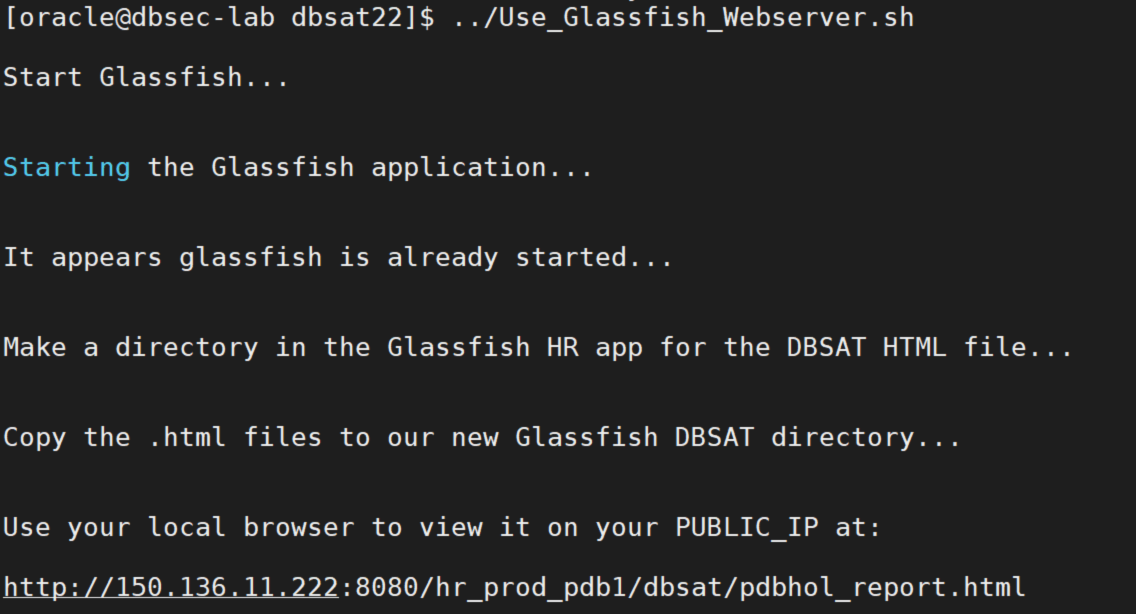 [oracle@dbsec-lab dbsat22]$ ../Use_Glassfish_Webserver.sh
Start Glassfish...
Starting the Glassfish application...
It appears glassfish is already started...
Make a directory in the Glassfish HR app for the DBSAT HTML file...
Copy the .html files to our new Glassfish DBSAT directory...
Use your local browser to view it on your PUBLIC_IP at:
http://150.136.11.222:8080/hr_prod_pdb1/dbsat/pdbhol_report.html